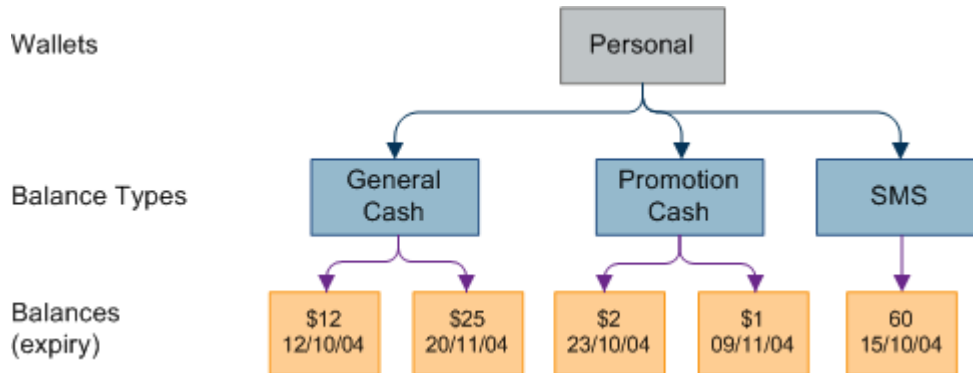 Wallets
Personal
Balance Types
General
Cash
Promotion
Cash
SMS
Balances
(expiry)
$12
12/10/04
$25
20/11/04
$2
23/10/04
$1
09/11/04
60
15/10/04